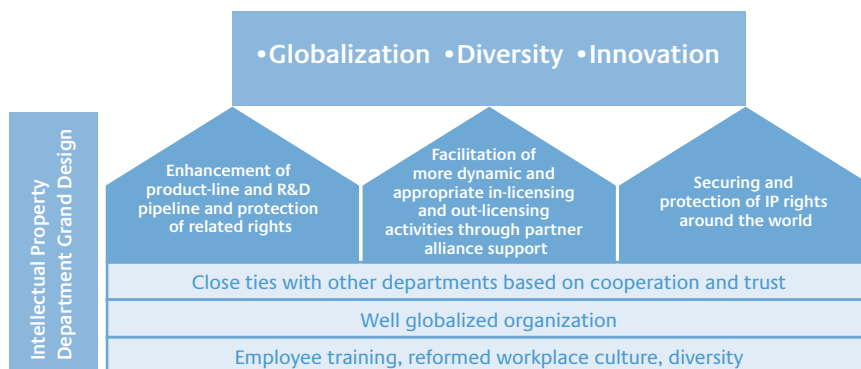 •Globalization •Diversity •Innovation
Intellectual Property
Department Grand Design
Enhancement of
product-line and R&D
pipeline and protection
of related rights
Facilitation of
more dynamic and
appropriate in-licensing
and out-licensing
activities through partner
alliance support
Securing and
protection of IP rights
around the world
Close ties with other departments based on cooperation and trust
Well globalized organization
Employee training, reformed workplace culture, diversity